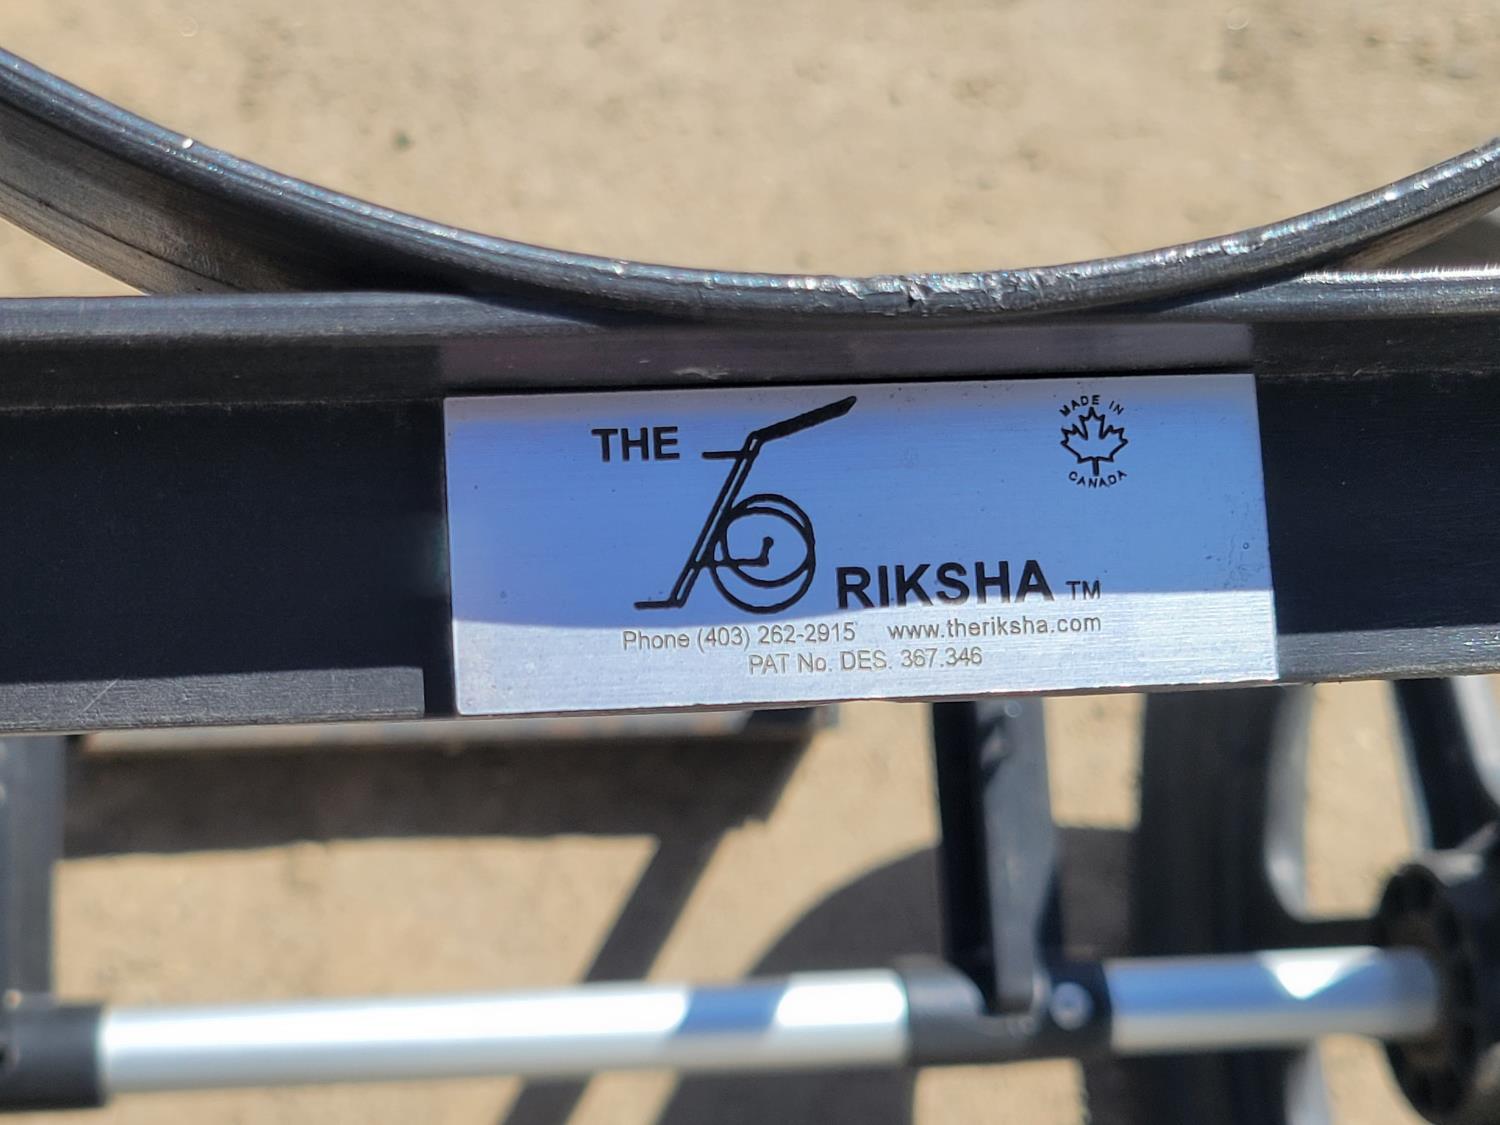 MADE IN
CANADA
THE
RIKSHA TM
Phone (403) 262-2915 www.theriksha.com
PAT No. DES. 367.346